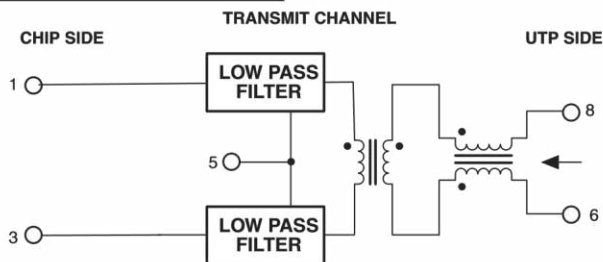 TRANSMIT CHANNEL
CHIP SIDE
UTP SIDE
1
LOW PASS
FILTER
8
5
3
LOW PASS
FILTER
6